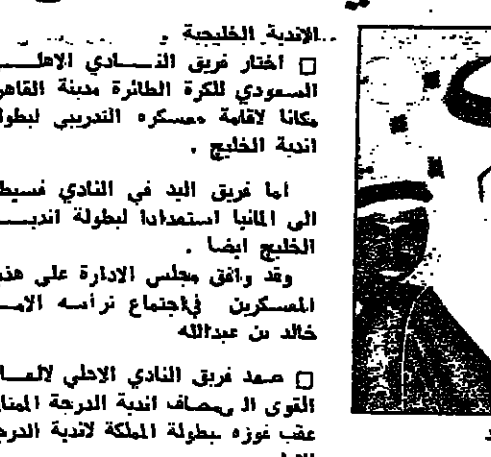 الاندية الخليجية
□ اختار فريق النـــادي الاهلـــ
السعودي للكرة الطائرة مدينة القاهر
مكانا لاقامة معسكره التدريبي لبطول
اندية الخليج .
اما فريق اليد في النادي فسيط
الى المانيا استعدادا لبطولة انديـــ
الخليج ايضا .
وقد وافق مجلس الادارة على هذ
المعسكرين في اجتماع ترأسه الامـــ
خالد بن عبدالله
□ صعد فريق النادي الاهلي لالعـــا
القوى الى مصاف اندية الدرجة الممتا
عقب فوزه ببطولة المملكة لاندية الدرج